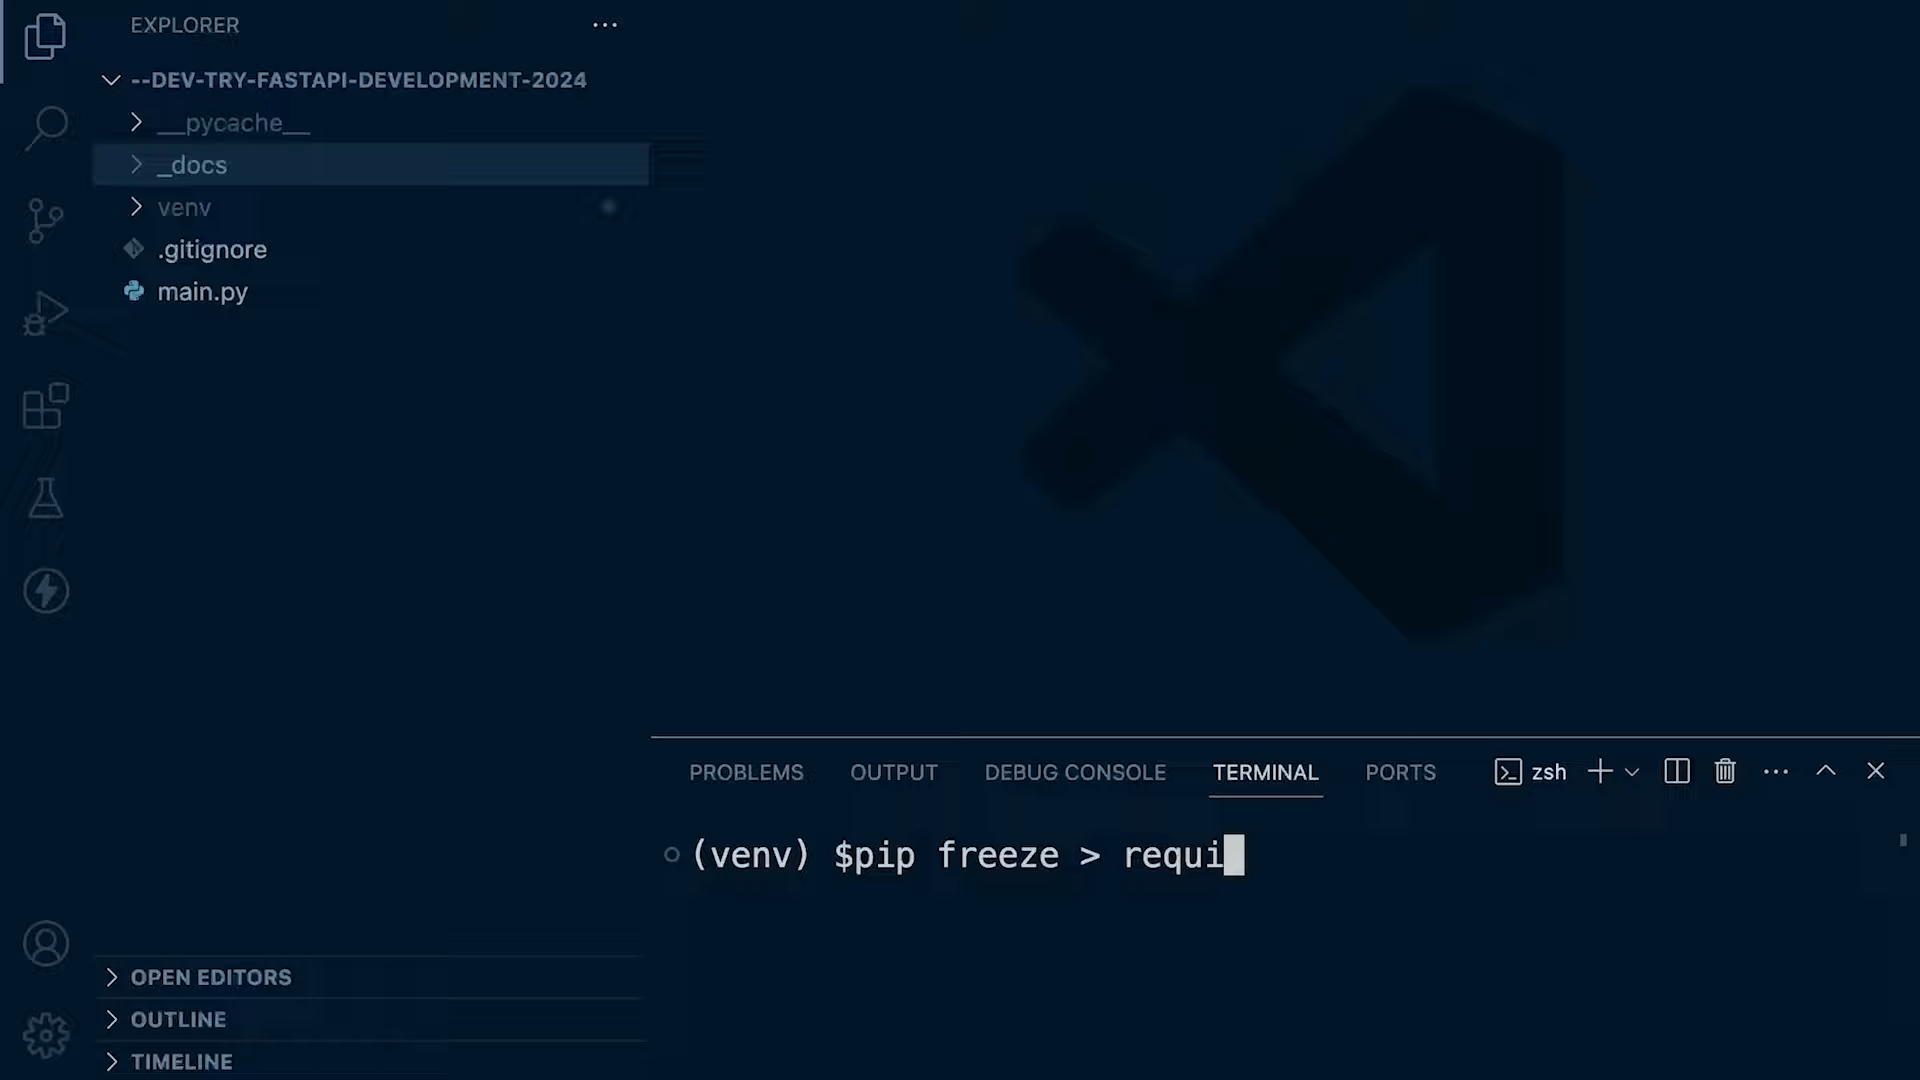 EXPLORER
--DEV-TRY-FASTAPI-DEVELOPMENT-2024
__pycache__
_docs
venv
.gitignore
main.py
PROBLEMS OUTPUT DEBUG CONSOLE TERMINAL PORTS zsh
(venv) $pip freeze > requi
OPEN EDITORS
OUTLINE
TIMELINE